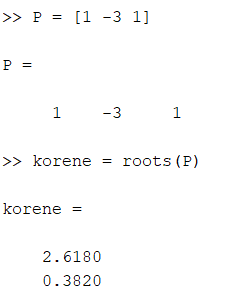 >> P = [1 -3 1]
P =
1 -3 1
>> korene = roots(P)
korene =
2.6180
0.3820